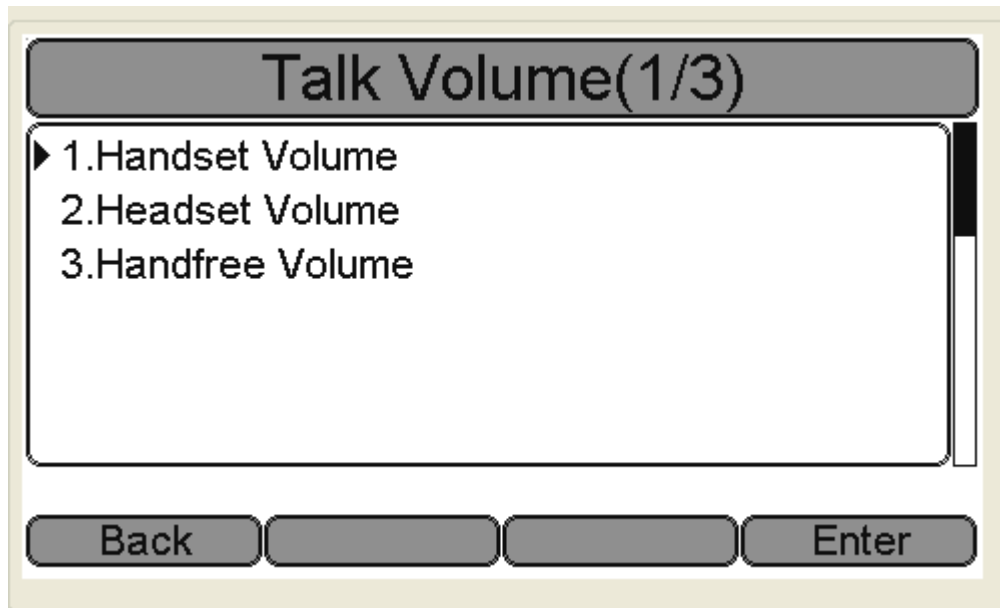 Talk Volume(1/3)
1.Handset Volume
2.Headset Volume
3.Handfree Volume
Back Enter